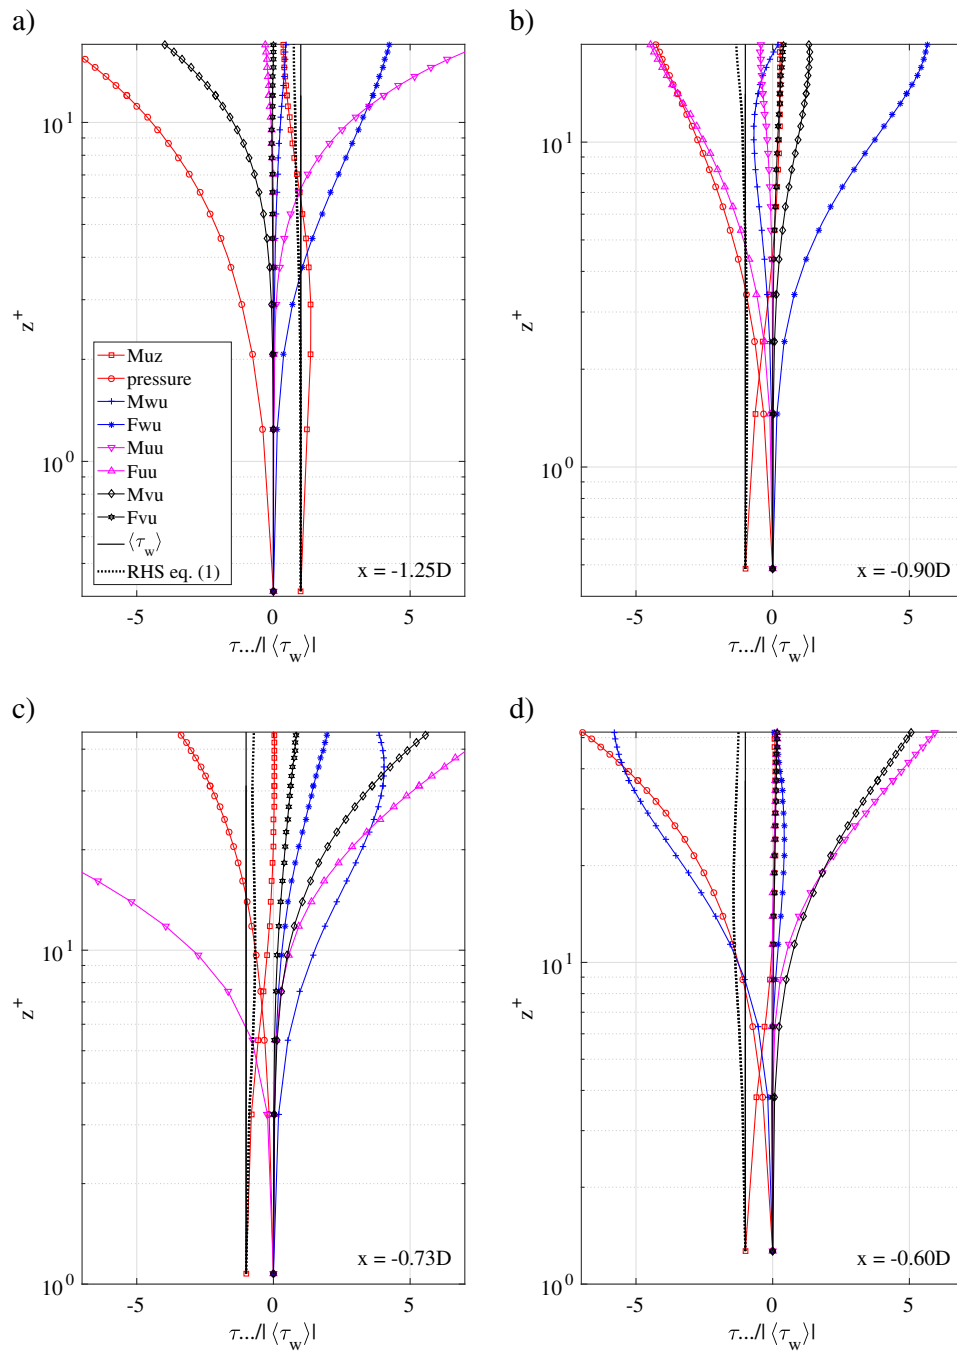 a)
10^1
10^0
z^+
Muz
pressure
Mwu
Fwu
Muu
Fuu
Mvu
Fvu
⟨τ_w⟩
RHS eq. (1)
x = -1.25D
-5 0 5
τ.../| ⟨τ_w⟩|
b)
10^1
10^0
z^+
x = -0.90D
-5 0 5
τ.../| ⟨τ_w⟩|
c)
10^1
10^0
z^+
x = -0.73D
-5 0 5
τ.../| ⟨τ_w⟩|
d)
10^1
10^0
z^+
x = -0.60D
-5 0 5
τ.../| ⟨τ_w⟩|